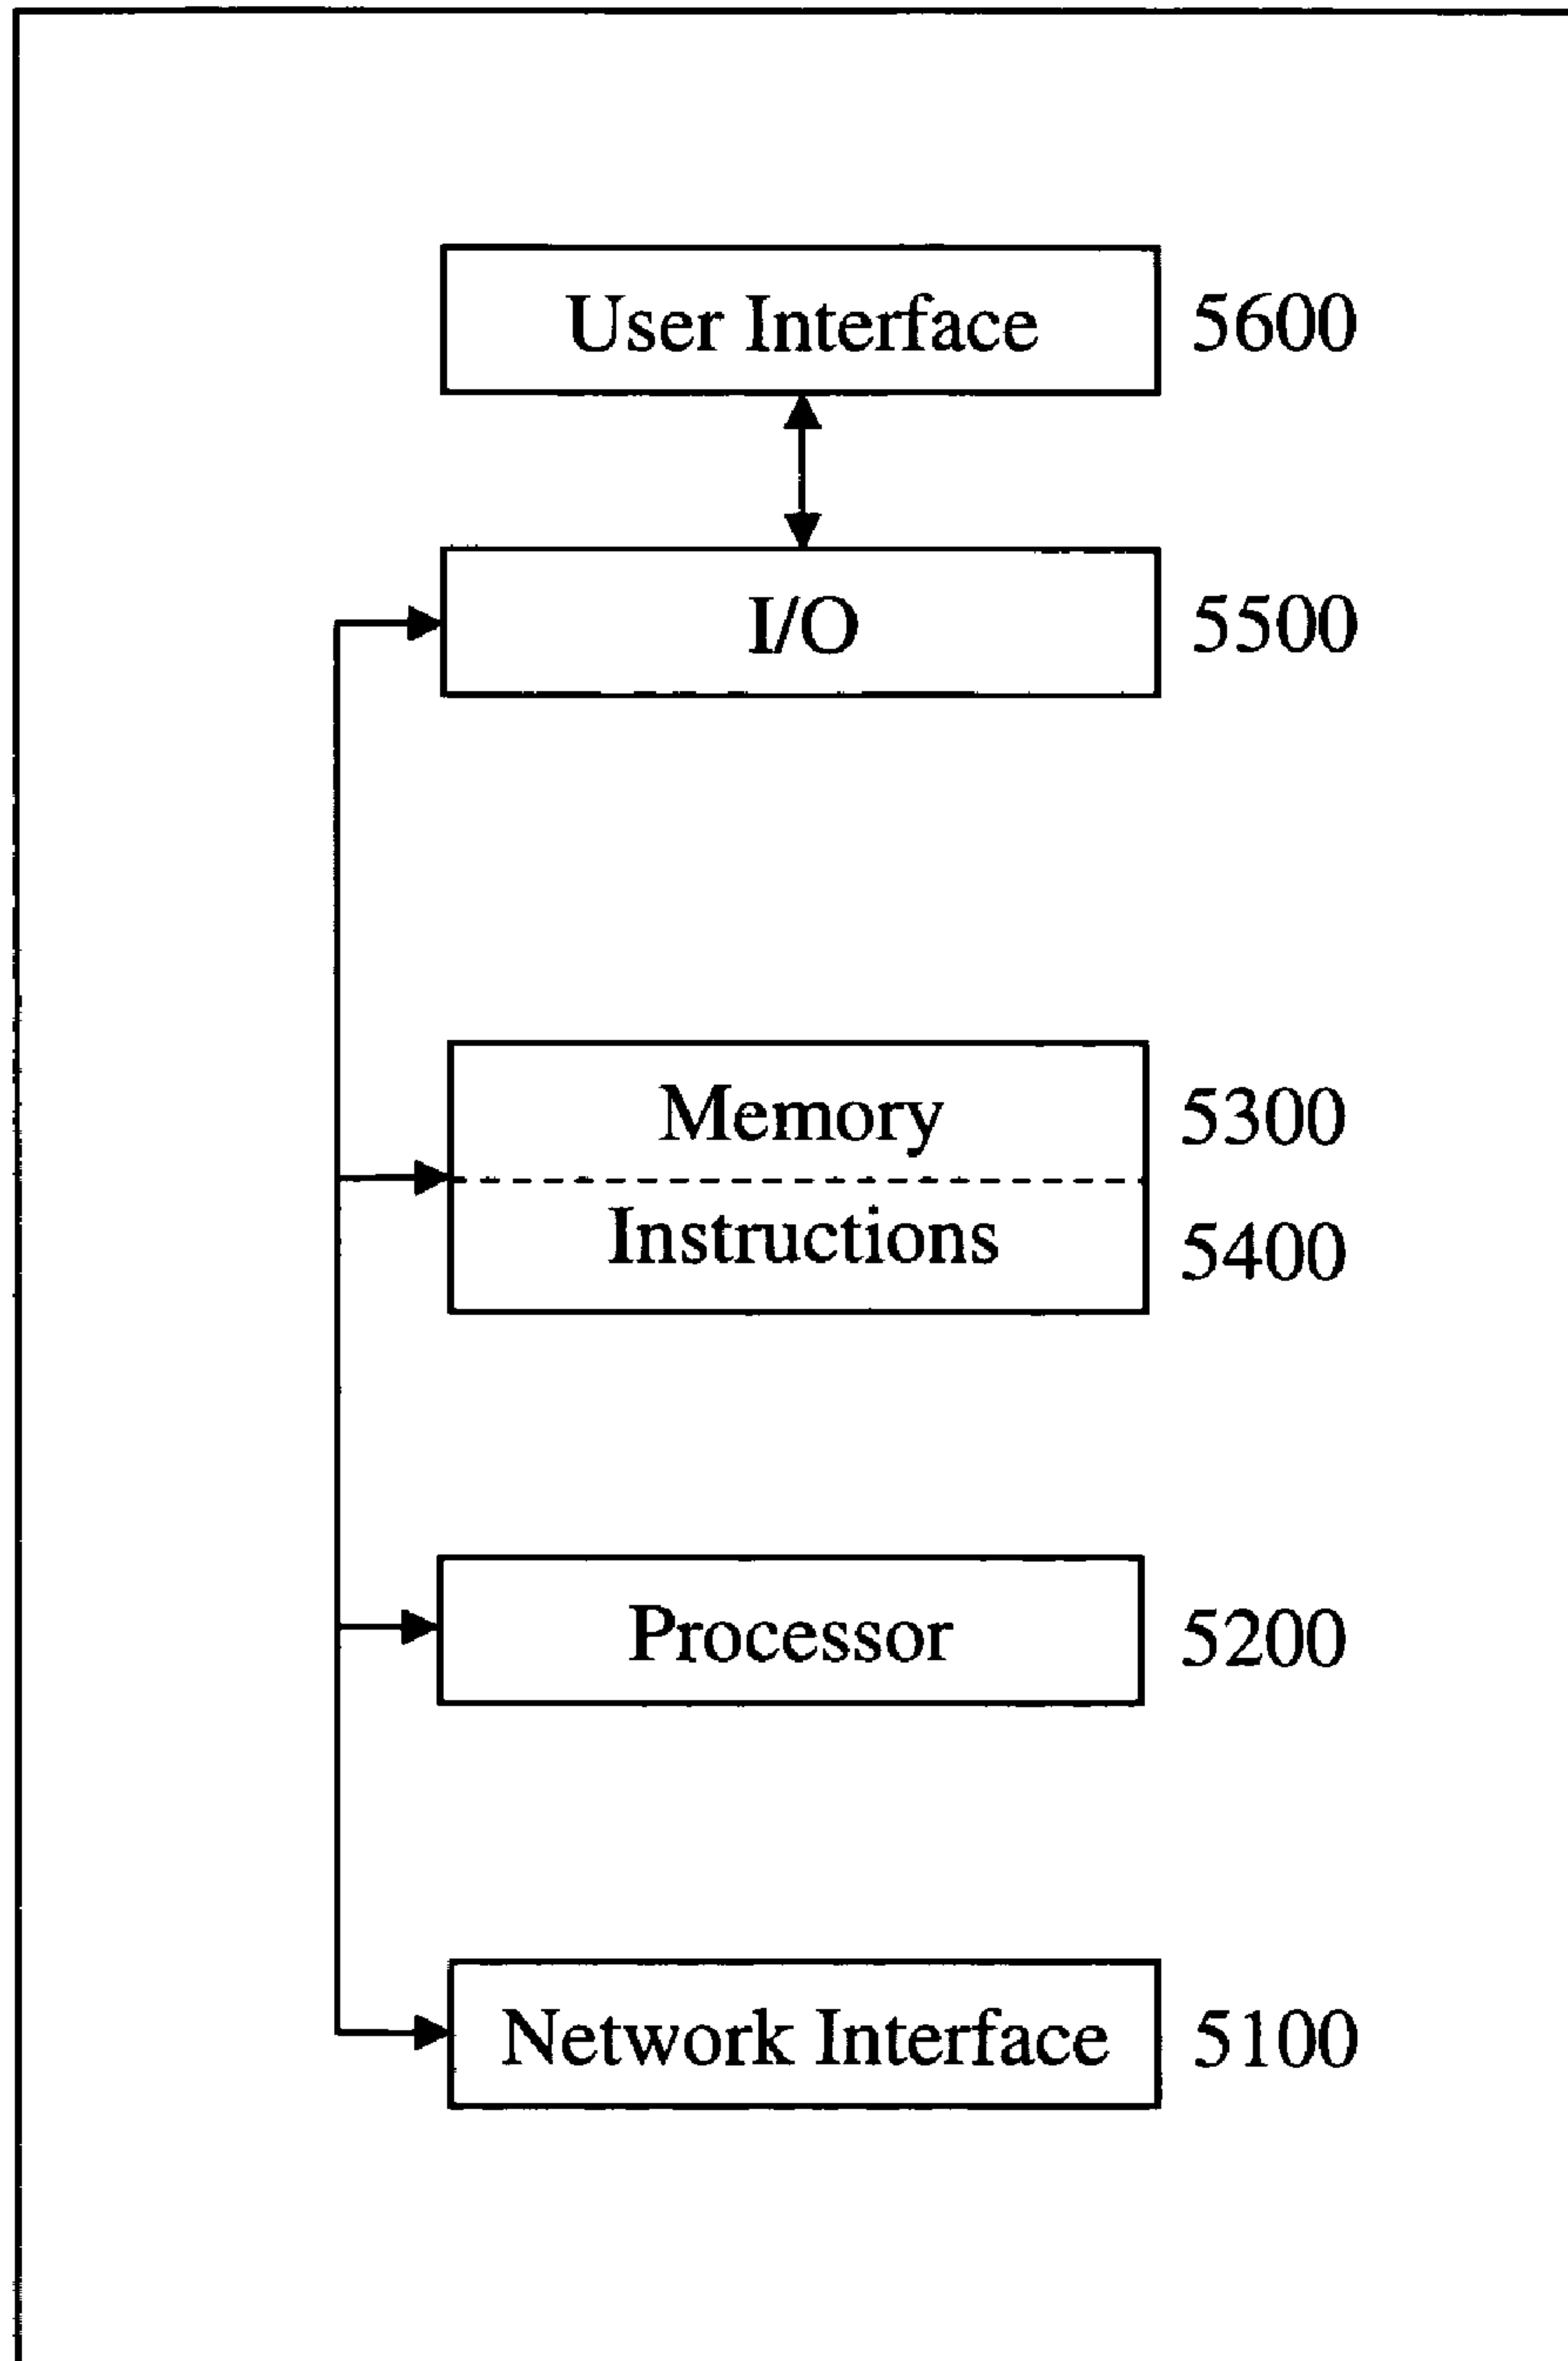 User Interface 5600
I/O 5500
Memory 5300
Instructions 5400
Processor 5200
Network Interface 5100